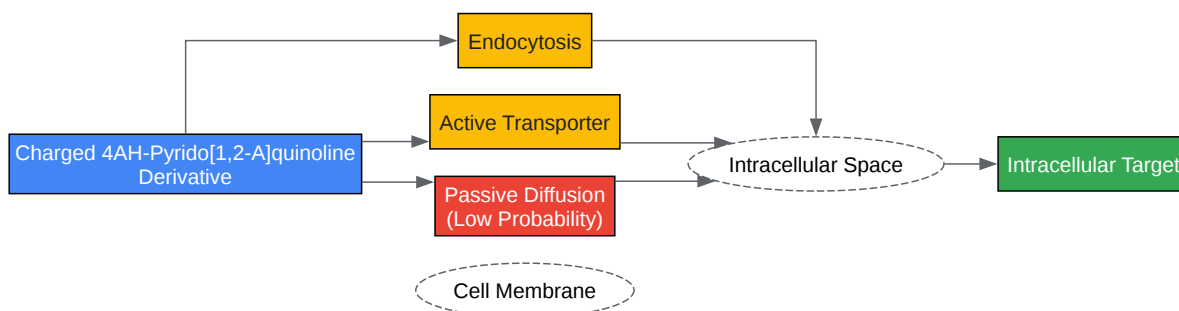 Endocytosis
Active Transporter
Charged 4AH-Pyrido[1,2-A]quinoline
Derivative
Intracellular Space
Intracellular Target
Passive Diffusion
(Low Probability)
Cell Membrane